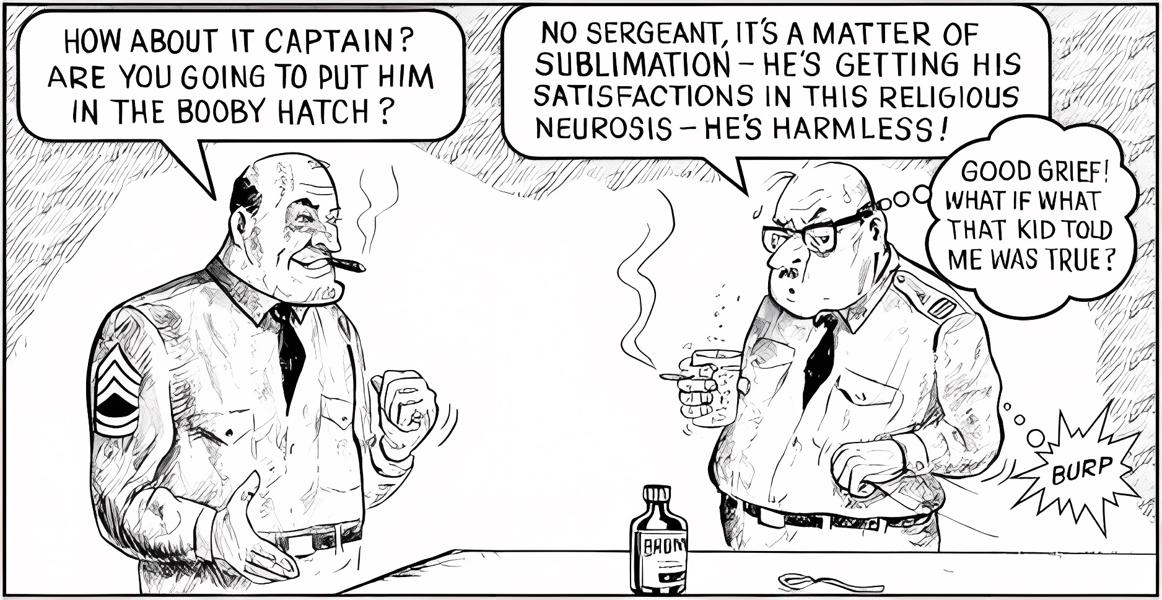 HOW ABOUT IT CAPTAIN?
ARE YOU GOING TO PUT HIM
IN THE BOOBY HATCH?
NO SERGEANT, IT'S A MATTER OF
SUBLIMATION – HE'S GETTING HIS
SATISFACTIONS IN THIS RELIGIOUS
NEUROSIS – HE'S HARMLESS!
GOOD GRIEF!
WHAT IF WHAT
THAT KID TOLD
ME WAS TRUE?
BURP
BROM